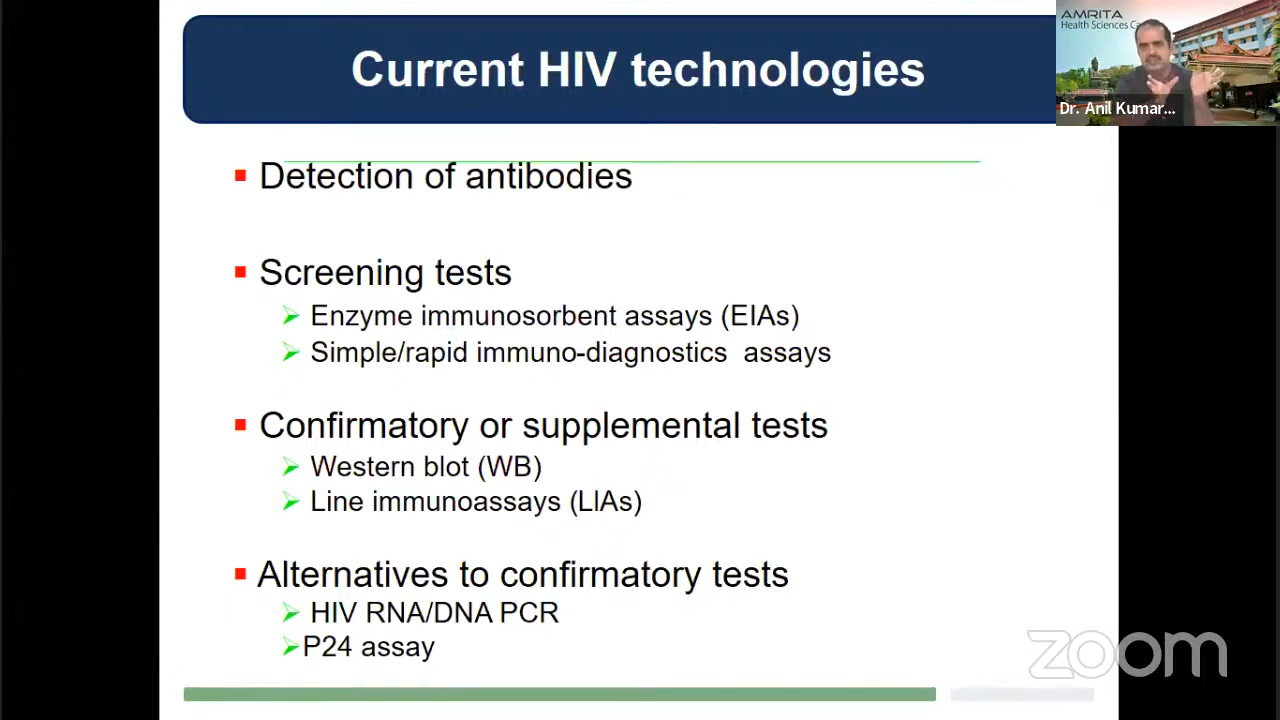 Current HIV technologies
AMRITA
Health Sciences
Dr. Anil Kumar...
Detection of antibodies
Screening tests
Enzyme immunosorbent assays (EIAs)
Simple/rapid immuno-diagnostics assays
Confirmatory or supplemental tests
Western blot (WB)
Line immunoassays (LIAs)
Alternatives to confirmatory tests
HIV RNA/DNA PCR
P24 assay
zoom